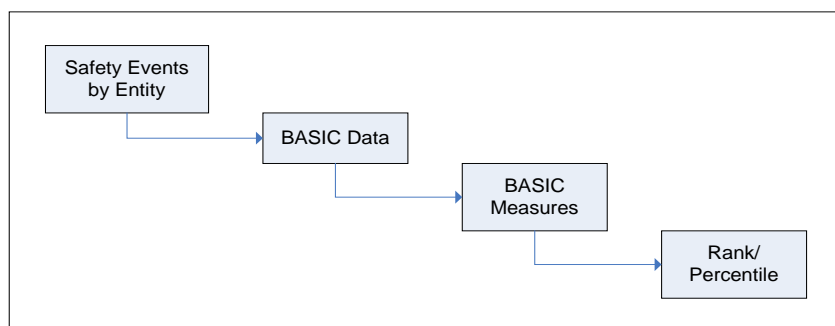 Safety Events
by Entity
BASIC Data
BASIC
Measures
Rank/
Percentile